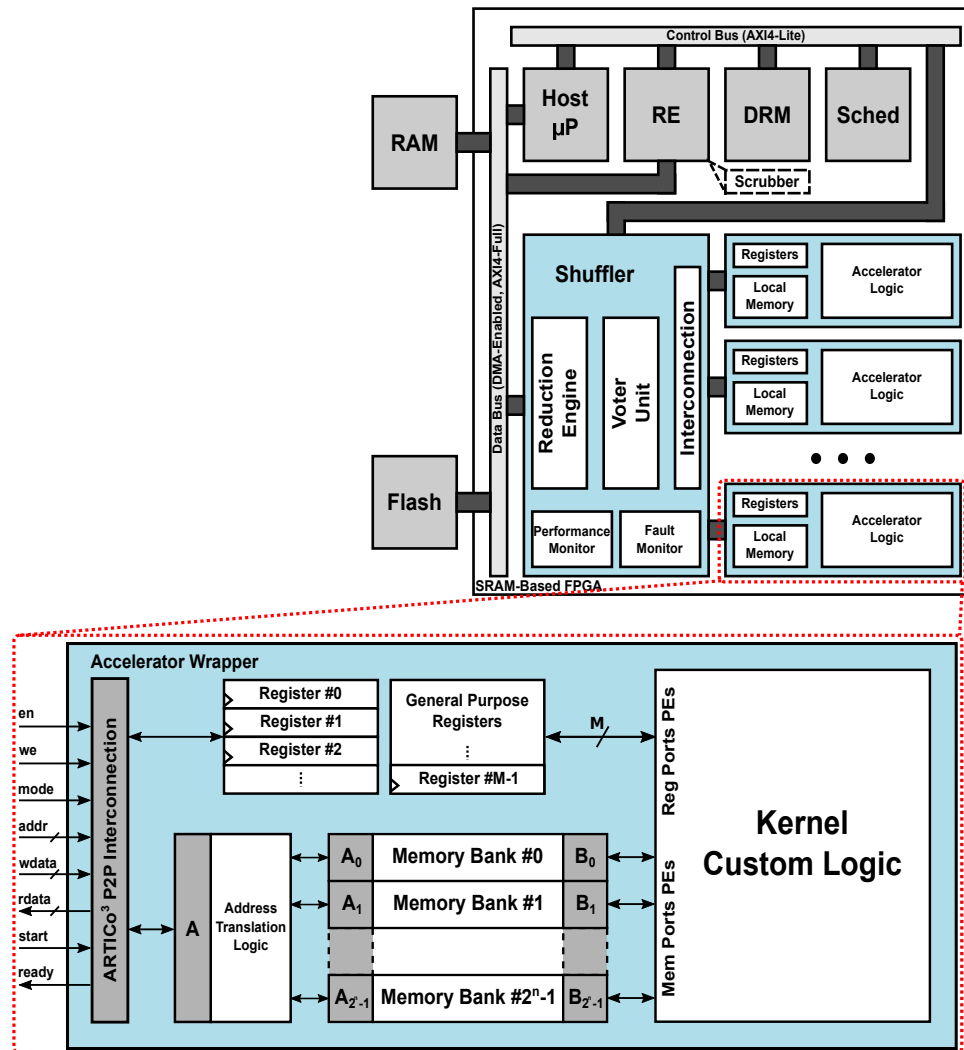 Control Bus (AXI4-Lite)
Host
µP
RE
DRM
Sched
RAM
Scrubber
Data Bus (DMA-Enabled, AXI4-Full)
Shuffler
Reduction
Engine
Voter
Unit
Interconnection
Performance
Monitor
Fault
Monitor
Registers
Local
Memory
Accelerator
Logic
Registers
Local
Memory
Accelerator
Logic
• • •
Registers
Local
Memory
Accelerator
Logic
Flash
SRAM-Based FPGA
Accelerator Wrapper
en
we
mode
addr
wdata
rdata
start
ready
ARTICo³ P2P Interconnection
Register #0
Register #1
Register #2
General Purpose
Registers
Register #M-1
M
Reg Ports PEs
Mem Ports PEs
Kernel
Custom Logic
A
Address
Translation
Logic
A₀ Memory Bank #0 B₀
A₁ Memory Bank #1 B₁
A₂ⁿ₋₁ Memory Bank #2ⁿ-1 B₂ⁿ₋₁